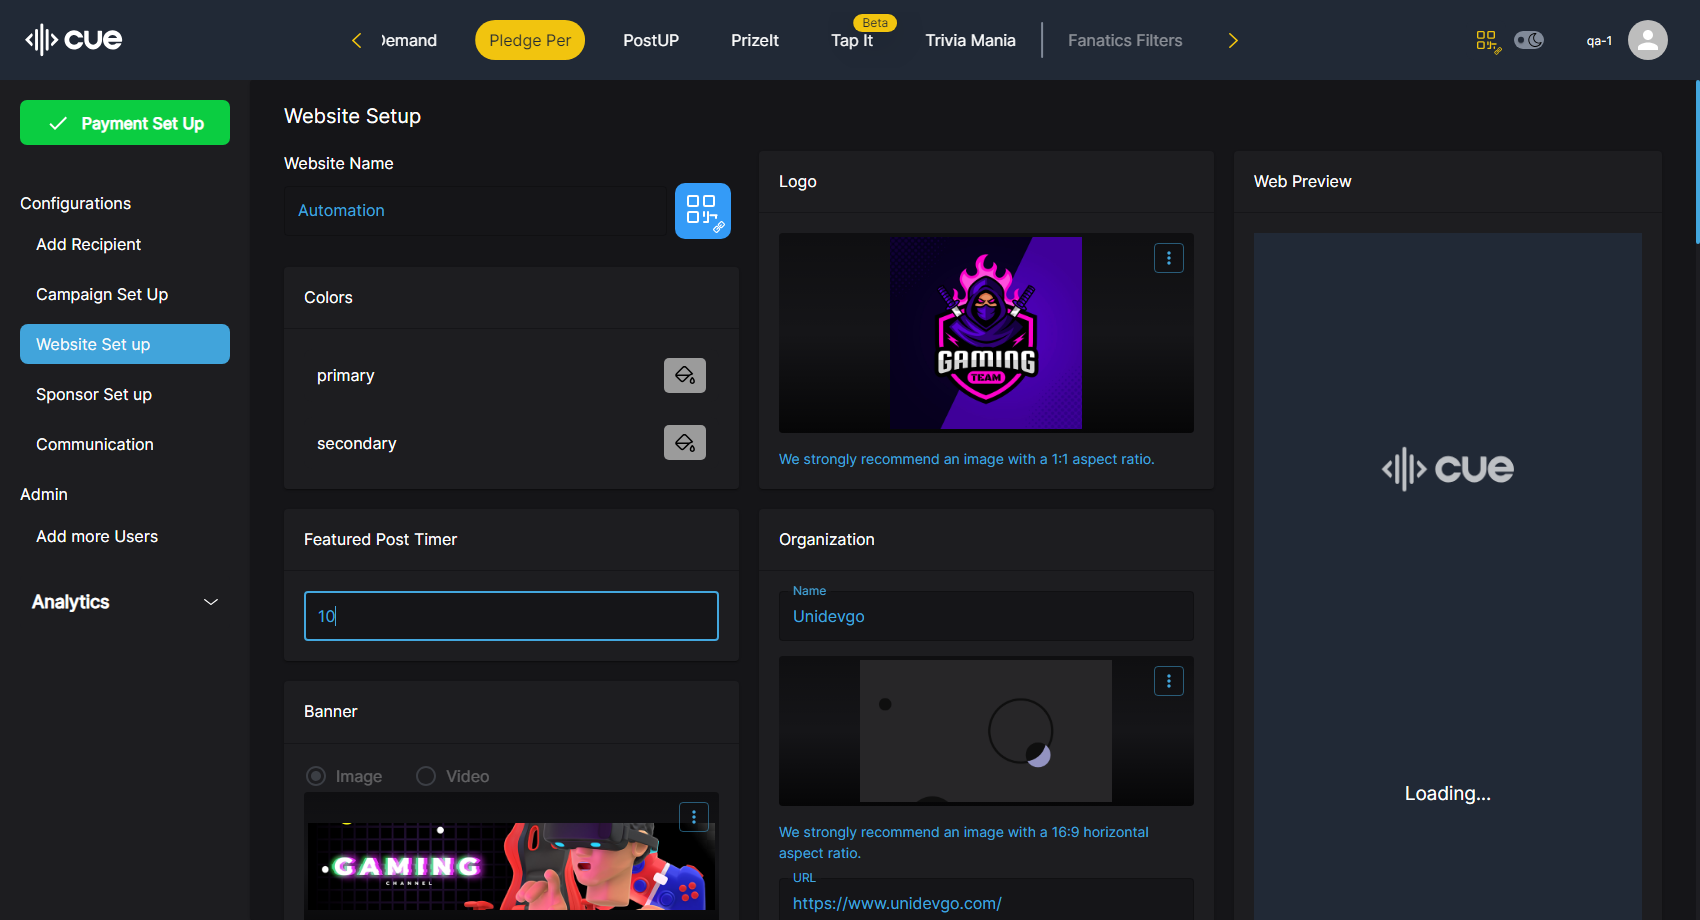 cue
Demand
Pledge Per
PostUP
PrizeIt
Beta
Tap It
Trivia Mania
Fanatics Filters
qa-1
Payment Set Up
Configurations
Add Recipient
Campaign Set Up
Website Set up
Sponsor Set up
Communication
Admin
Add more Users
Analytics
Website Setup
Website Name
Automation
Colors
primary
secondary
Featured Post Timer
10
Banner
Image
Video
GAMING
CHANNEL
Logo
GAMING
TEAM
We strongly recommend an image with a 1:1 aspect ratio.
Organization
Name
Unidevgo
We strongly recommend an image with a 16:9 horizontal
aspect ratio.
URL
https://www.unidevgo.com/
Web Preview
cue
Loading...